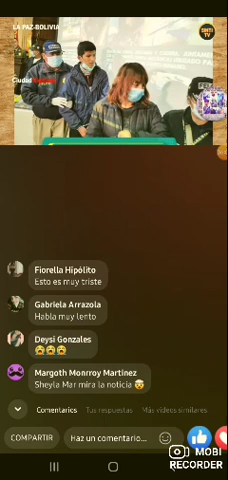 LA PAZ-BOLIVIA
Fiorella Hipólito
Esto es muy triste
Gabriela Arrazola
Habla muy lento
Deysi Gonzales
😭😭😭
Margoth Monrroy Martinez
Sheyla Mar mira la noticia 🤯
Comentarios Tus respuestas Más videos similares
COMPARTIR
Haz un comentario...
MOBI
RECORDER